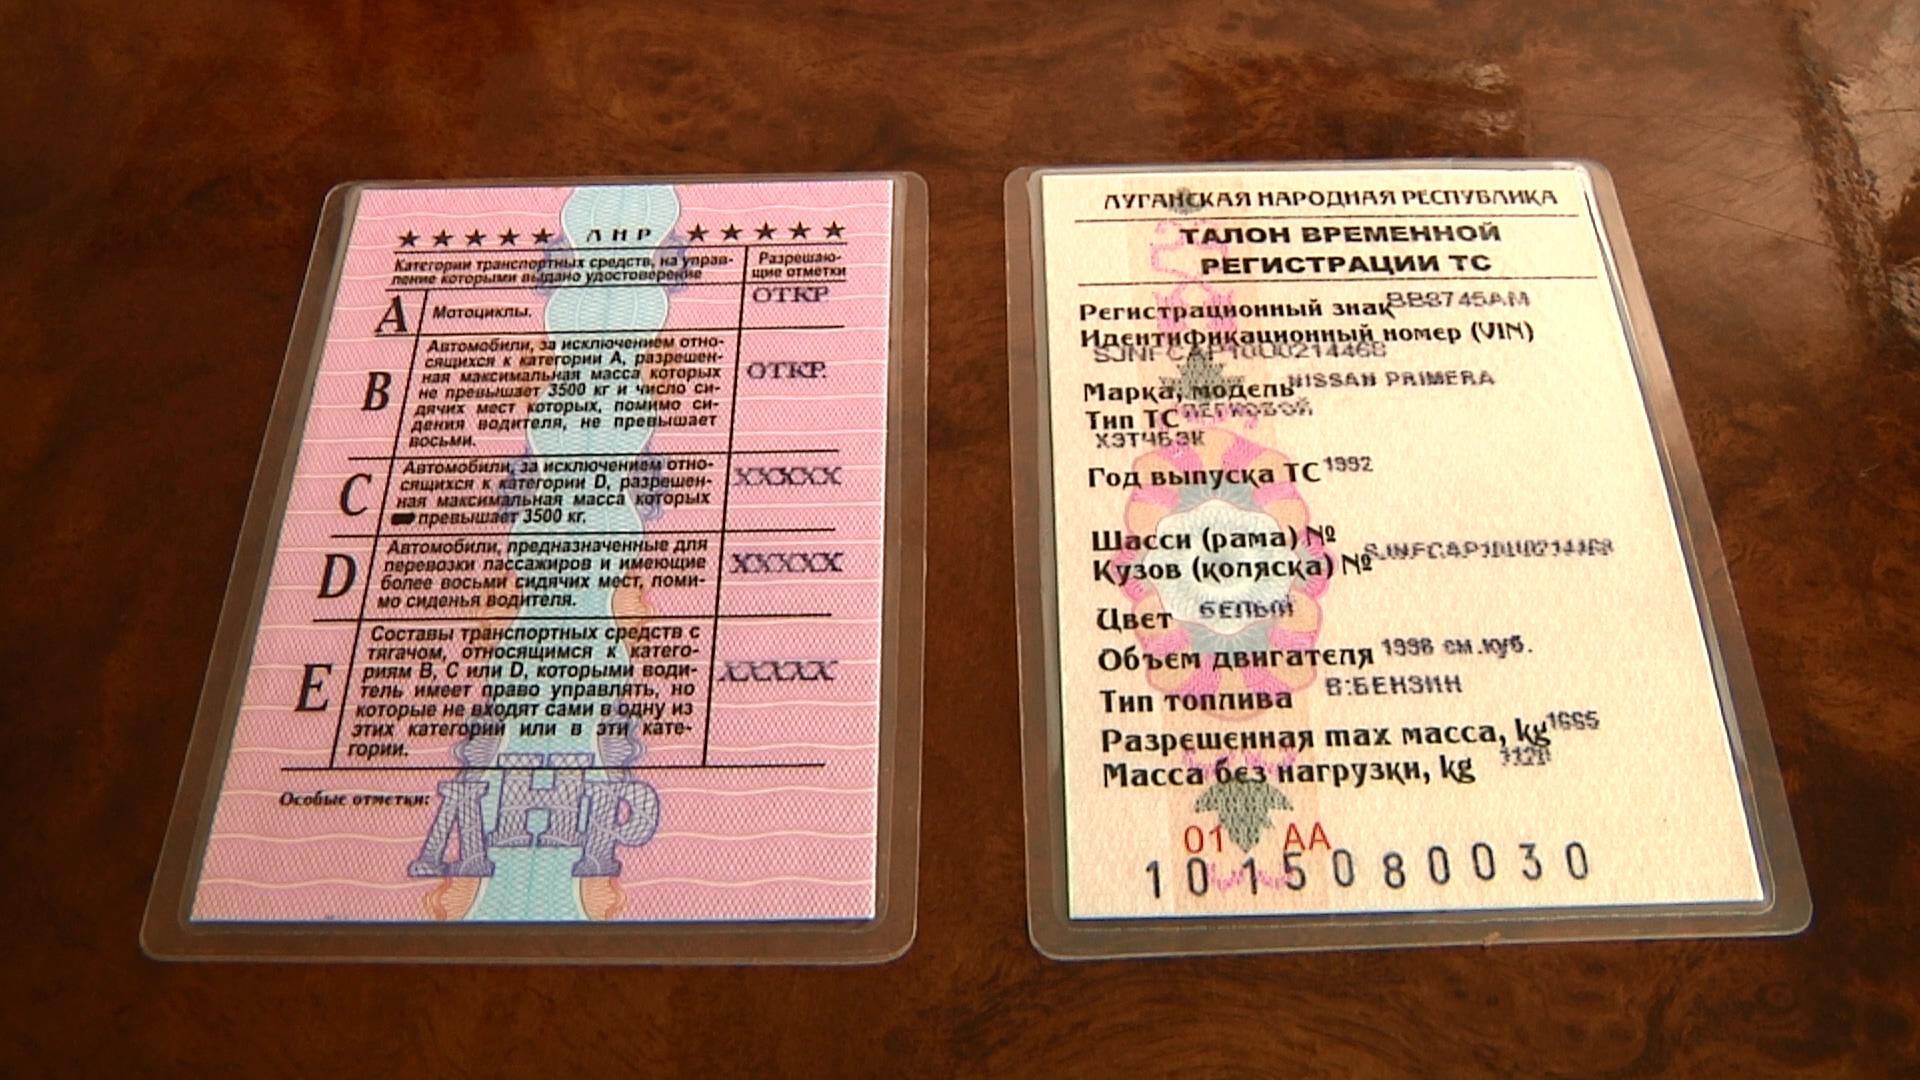 ★★★★★ ЛНР ★★★★★
Категории транспортных средств, на управ-
ление которыми выдано удостоверение
Разрешаю-
щие отметки
A
Мотоциклы.
ОТКР
B
Автомобили, за исключением отно-
сящихся к категории А, разрешен-
ная максимальная масса которых
не превышает 3500 кг и число си-
дячих мест которых, помимо си-
дения водителя, не превышает
восьми.
ОТКР.
C
Автомобили, за исключением отно-
сящихся к категории D, разрешен-
ная максимальная масса которых
превышает 3500 кг.
XXXXX
D
Автомобили, предназначенные для
перевозки пассажиров и имеющие
более восьми сидячих мест, поми-
мо сиденья водителя.
XXXXX
E
Составы транспортных средств с
тягачом, относящимся к катего-
риям В, С или D, которыми води-
тель имеет право управлять, но
которые не входят сами в одну из
этих категорий или в эти кате-
гории.
XXXXX
Особые отметки:
ЛНР
ЛУГАНСКАЯ НАРОДНАЯ РЕСПУБЛИКА
ТАЛОН ВРЕМЕННОЙ
РЕГИСТРАЦИИ ТС
Регистрационный знак ВВ8745АМ
Идентификационный номер (VIN)
SJNFCAP10U0214468
Марка, модель NISSAN PRIMERA
Тип ТС ЛЕГКОВОЙ
ХЭТЧБЭК
Год выпуска ТС 1992
Шасси (рама) №
Кузов (коляска) № SJNFCAP10U0214468
Цвет БЕЛЫЙ
Объем двигателя 1998 см.куб.
Тип топлива В:БЕНЗИН
Разрешенная max масса, kg 1665
Масса без нагрузки, kg
01 АА
1015080030